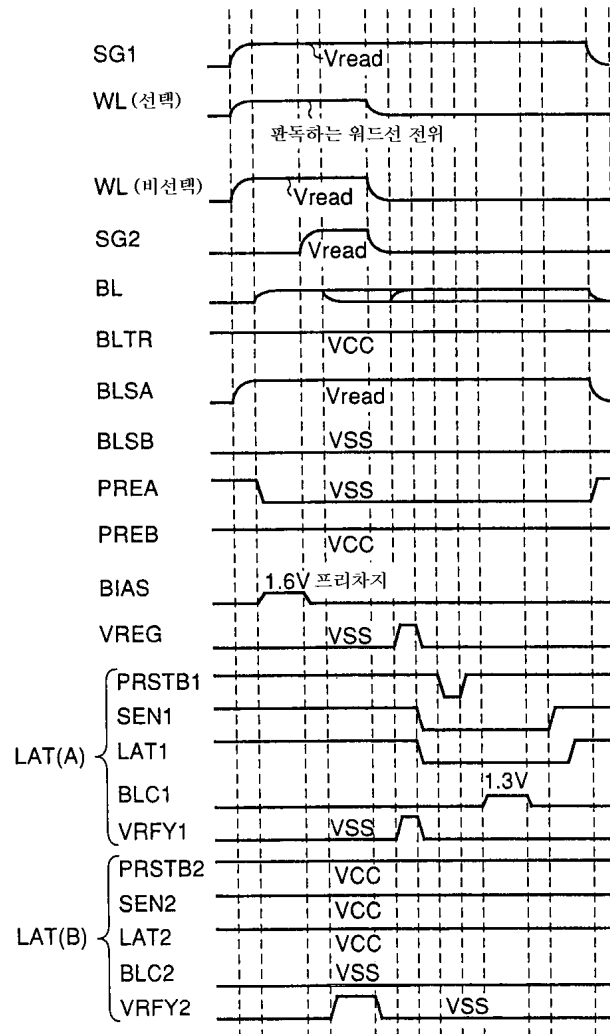 SG1
Vread
WL (선택)
판독하는 워드선 전위
WL (비선택)
Vread
SG2
Vread
BL
BLTR
VCC
BLSA
Vread
BLSB
VSS
PREA
VSS
PREB
VCC
BIAS
1.6V 프리차지
VREG
VSS
LAT(A)
PRSTB1
SEN1
LAT1
BLC1
1.3V
VRFY1
VSS
LAT(B)
PRSTB2
VCC
SEN2
VCC
LAT2
VCC
BLC2
VSS
VRFY2
VSS